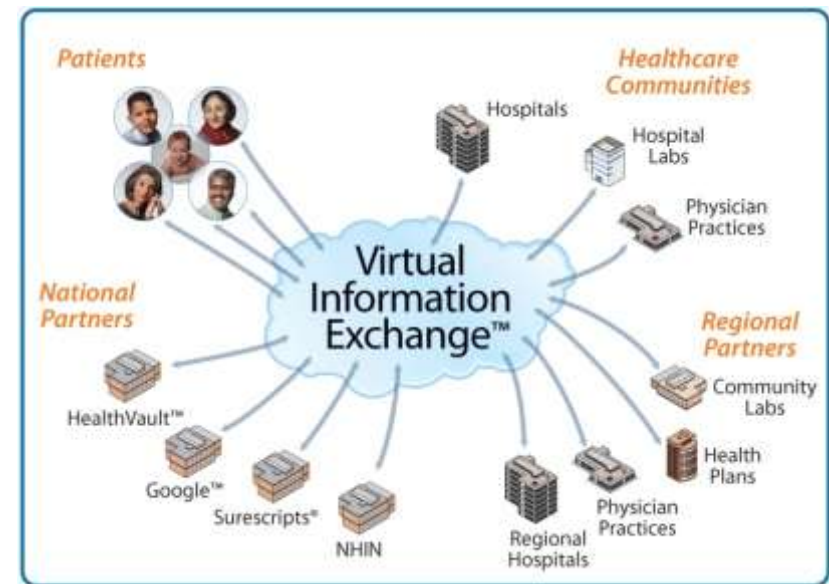 Patients
Healthcare
Communities
Hospitals
Hospital
Labs
Physician
Practices
Virtual
Information
Exchange™
National
Partners
Regional
Partners
HealthVault™
Google™
Surescripts®
NHIN
Regional
Hospitals
Physician
Practices
Health
Plans
Community
Labs